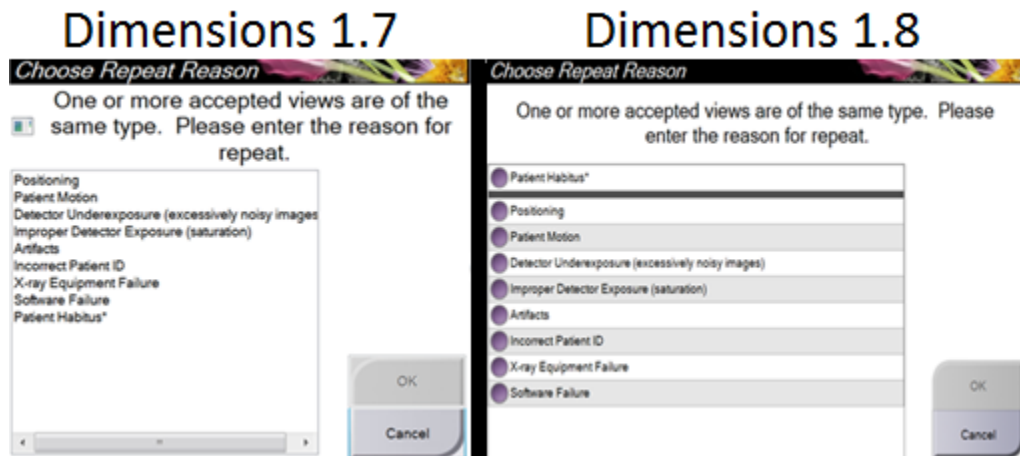 Dimensions 1.7
Choose Repeat Reason
One or more accepted views are of the
same type. Please enter the reason for
repeat.
Positioning
Patient Motion
Detector Underexposure (excessively noisy images
Improper Detector Exposure (saturation)
Artifacts
Incorrect Patient ID
X-ray Equipment Failure
Software Failure
Patient Habitus*
OK
Cancel
Dimensions 1.8
Choose Repeat Reason
One or more accepted views are of the same type. Please
enter the reason for repeat.
Patient Habitus*
Positioning
Patient Motion
Detector Underexposure (excessively noisy images)
Improper Detector Exposure (saturation)
Artifacts
Incorrect Patient ID
X-ray Equipment Failure
Software Failure
OK
Cancel